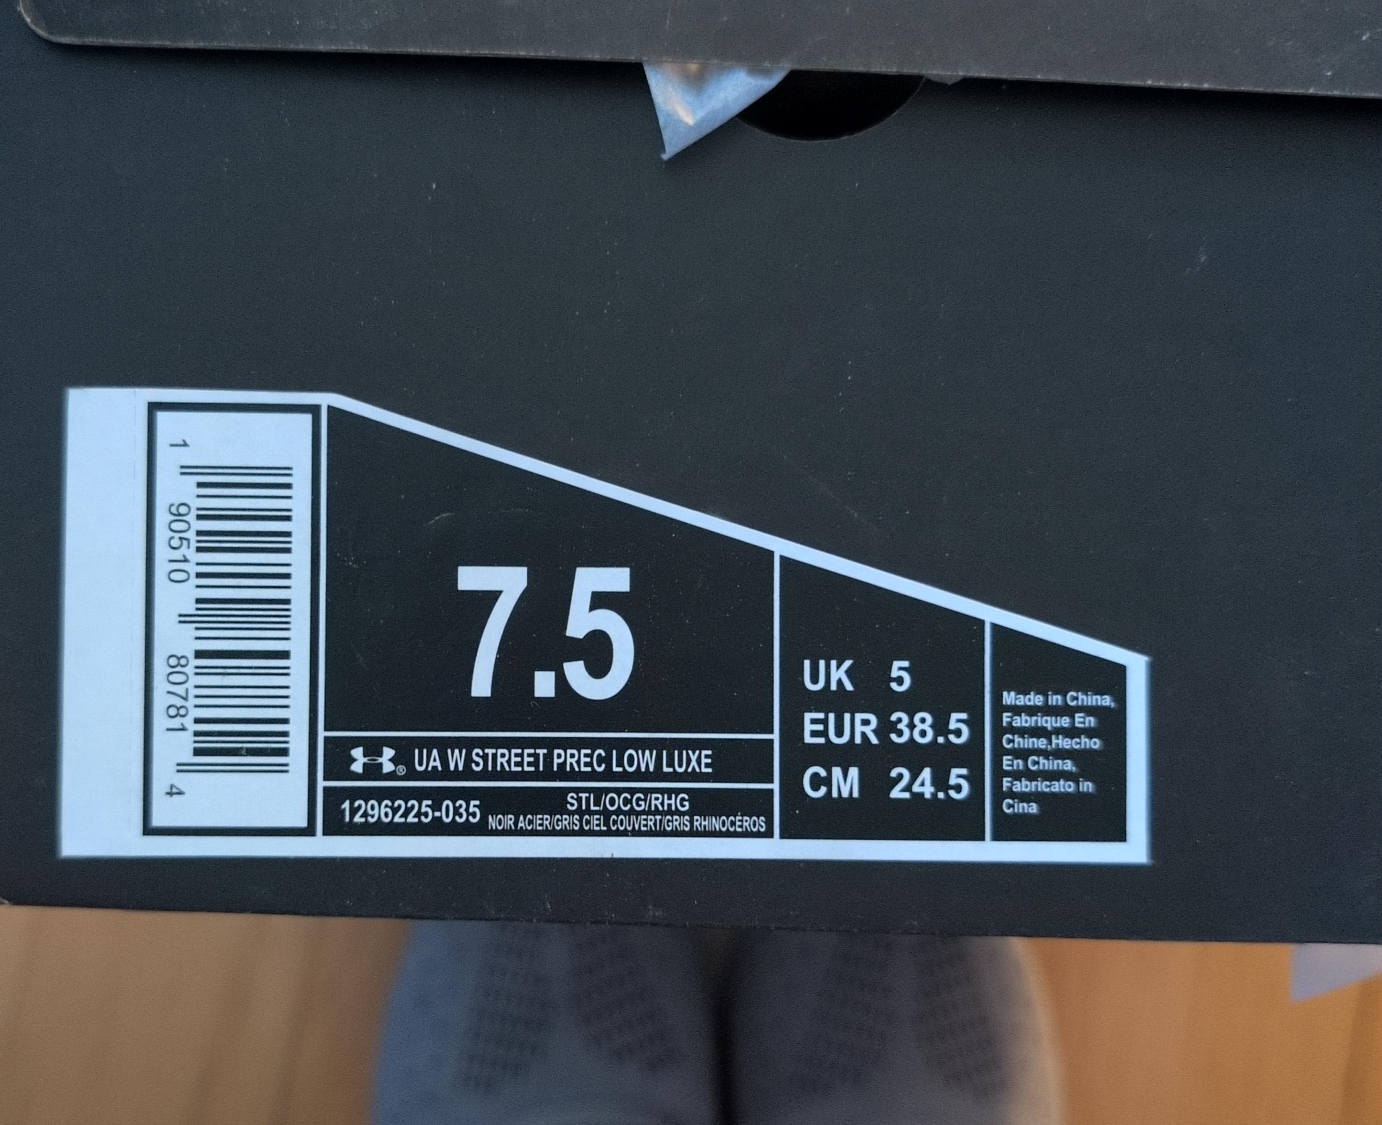 1 90510 80781 4
7.5
UA W STREET PREC LOW LUXE
1296225-035
STL/OCG/RHG
NOIR ACIER/GRIS CIEL COUVERT/GRIS RHINOCÉROS
UK 5
EUR 38.5
CM 24.5
Made in China,
Fabrique En
Chine,Hecho
En China,
Fabricato in
Cina